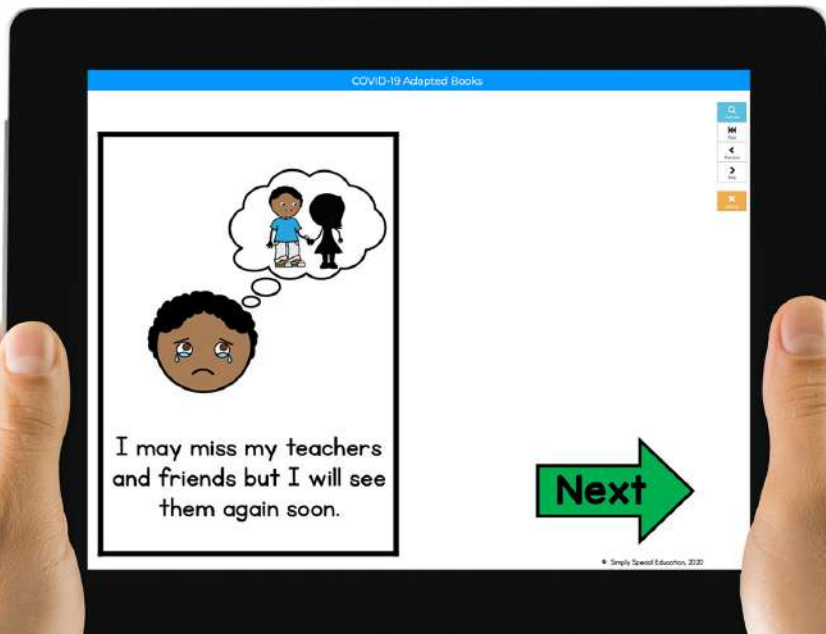 COVID-19 Adapted Books
I may miss my teachers
and friends but I will see
them again soon.
Next
© Simply Special Education, 2020